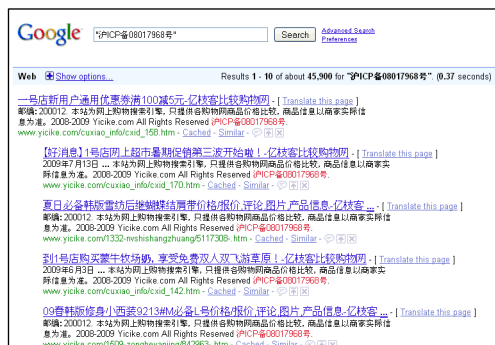 Google "沪ICP备08017968号" Search Advanced Search
Preferences
Web Show options... Results 1 - 10 of about 45,900 for "沪ICP备08017968号". (0.37 seconds)
一号店新用户通用优惠券满100减5元-亿枝客比较购物网 - [ Translate this page ]
邮编: 200012. 本站为网上购物搜索引擎, 只提供各购物网商品价格比较, 商品信息以商家实际信
息为准。2008-2009 Yicike.com All Rights Reserved 沪ICP备08017968号.
www.yicike.com/cuxiao_info/cxid_158.htm - Cached - Similar -
【好消息】1号店网上超市暑期促销第三波开始啦！-亿枝客比较购物网 - [ Translate this page ]
2009年7月13日 ... 本站为网上购物搜索引擎, 只提供各购物网商品价格比较, 商品信息以商家实
际信息为准。2008-2009 Yicike.com All Rights Reserved 沪ICP备08017968号.
www.yicike.com/cuxiao_info/cxid_170.htm - Cached - Similar -
夏日必备韩版雪纺后继蝴蝶结肩带价格/报价,评论,图片,产品信息-亿枝客 ... - [ Translate this page ]
邮编: 200012. 本站为网上购物搜索引擎, 只提供各购物网商品价格比较, 商品信息以商家实际信
息为准。2008-2009 Yicike.com All Rights Reserved 沪ICP备08017968号.
www.yicike.com/1332-nvshishangzhuang/5117308-.htm - Cached - Similar -
到1号店购买蒙牛牧场奶, 享受免费双人双飞游草原！-亿枝客比较购物网 - [ Translate this page ]
2009年6月3日 ... 本站为网上购物搜索引擎, 只提供各购物网商品价格比较, 商品信息以商家实
际信息为准。2008-2009 Yicike.com All Rights Reserved 沪ICP备08017968号.
www.yicike.com/cuxiao_info/cxid_142.htm - Cached - Similar -
09春韩版修身小西装9213#M必备L号价格/报价,评论,图片,产品信息-亿枝客 ... - [ Translate this page ]
邮编: 200012. 本站为网上购物搜索引擎, 只提供各购物网商品价格比较, 商品信息以商家实际信
息为准。2008-2009 Yicike.com All Rights Reserved 沪ICP备08017968号.